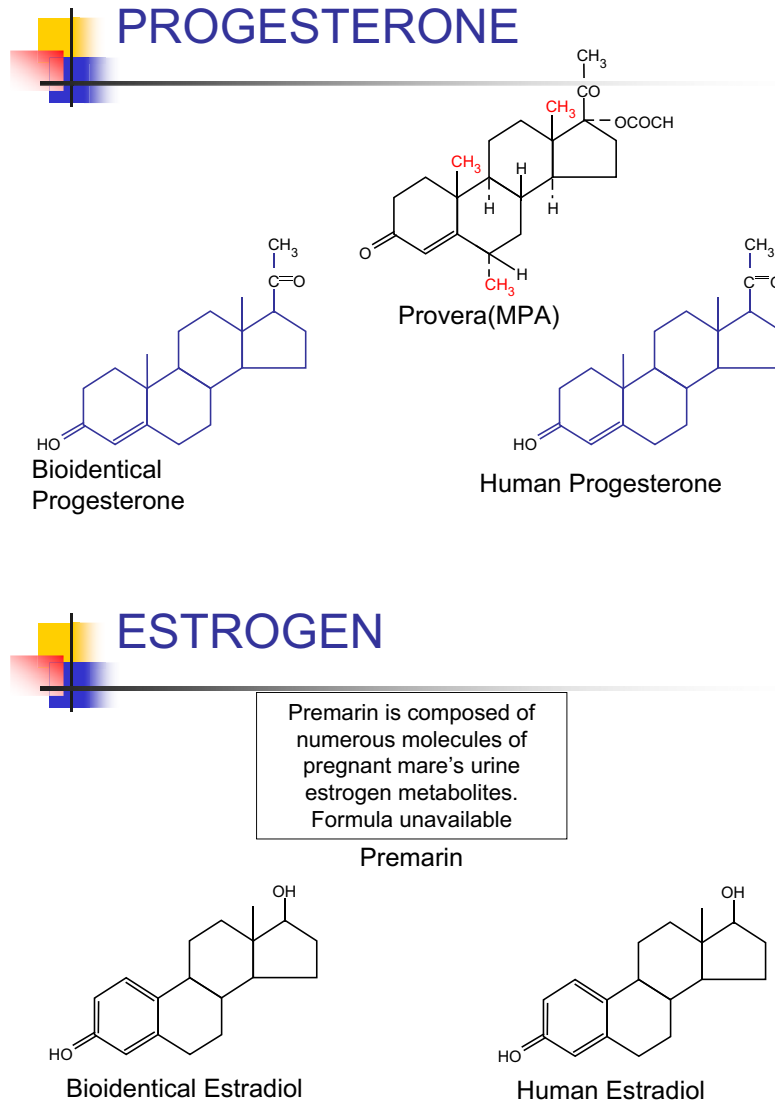 PROGESTERONE
CH3
CO
CH3
OCOCH
CH3
H
H
H
O
H
CH3
Provera(MPA)
CH3
C=O
HO
Bioidentical
Progesterone
CH3
C=O
HO
Human Progesterone
ESTROGEN
Premarin is composed of
numerous molecules of
pregnant mare’s urine
estrogen metabolites.
Formula unavailable
Premarin
OH
HO
Bioidentical Estradiol
OH
HO
Human Estradiol